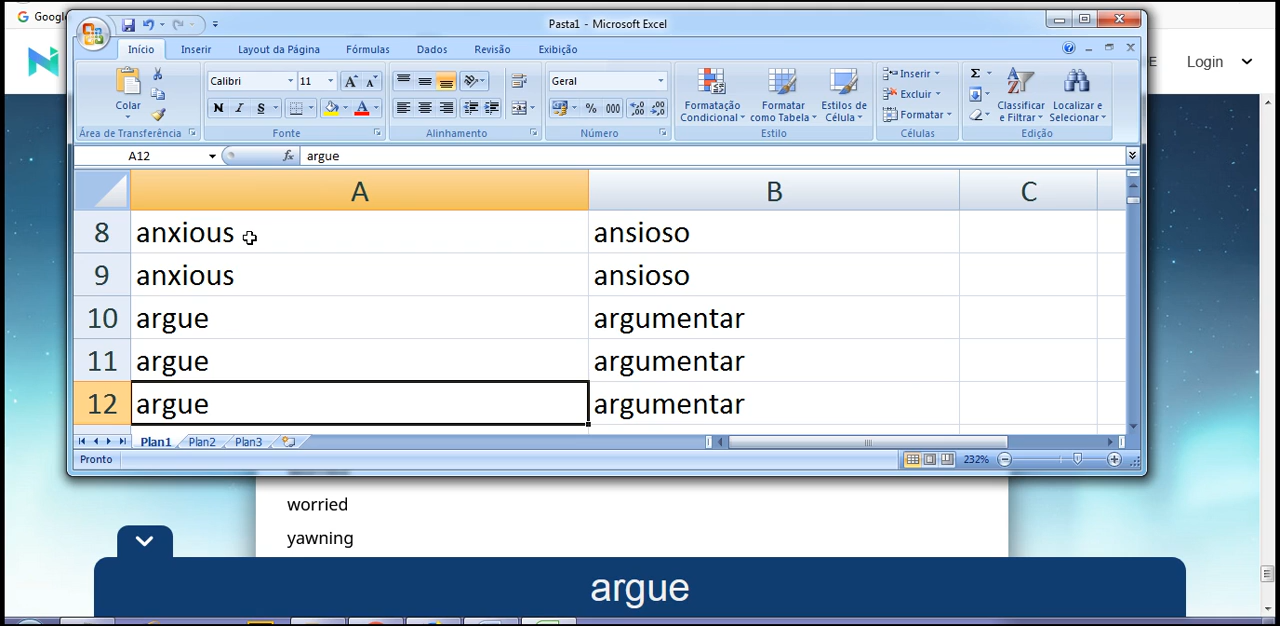 Google
Pasta1 - Microsoft Excel
Início Inserir Layout da Página Fórmulas Dados Revisão Exibição
Login
Colar
Área de Transferência
Calibri 11
N I S
Fonte
Alinhamento
Geral
% 000
Número
Formatação Condicional
Formatar como Tabela
Estilos de Célula
Estilo
Inserir
Excluir
Formatar
Células
Classificar e Filtrar
Localizar e Selecionar
Edição
A12 fx argue
A B C
8 anxious ansioso
9 anxious ansioso
10 argue argumentar
11 argue argumentar
12 argue argumentar
Plan1 Plan2 Plan3
Pronto 232%
worried
yawning
argue